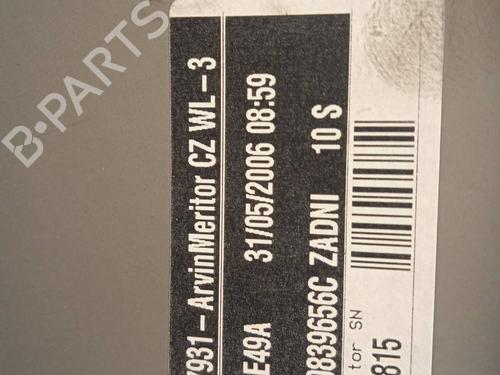 B-PARTS
7931-ArvinMeritor CZ WL-3
E49A 31/05/2006 08:59
0839656C ZADNI 10 S
tor SN
815